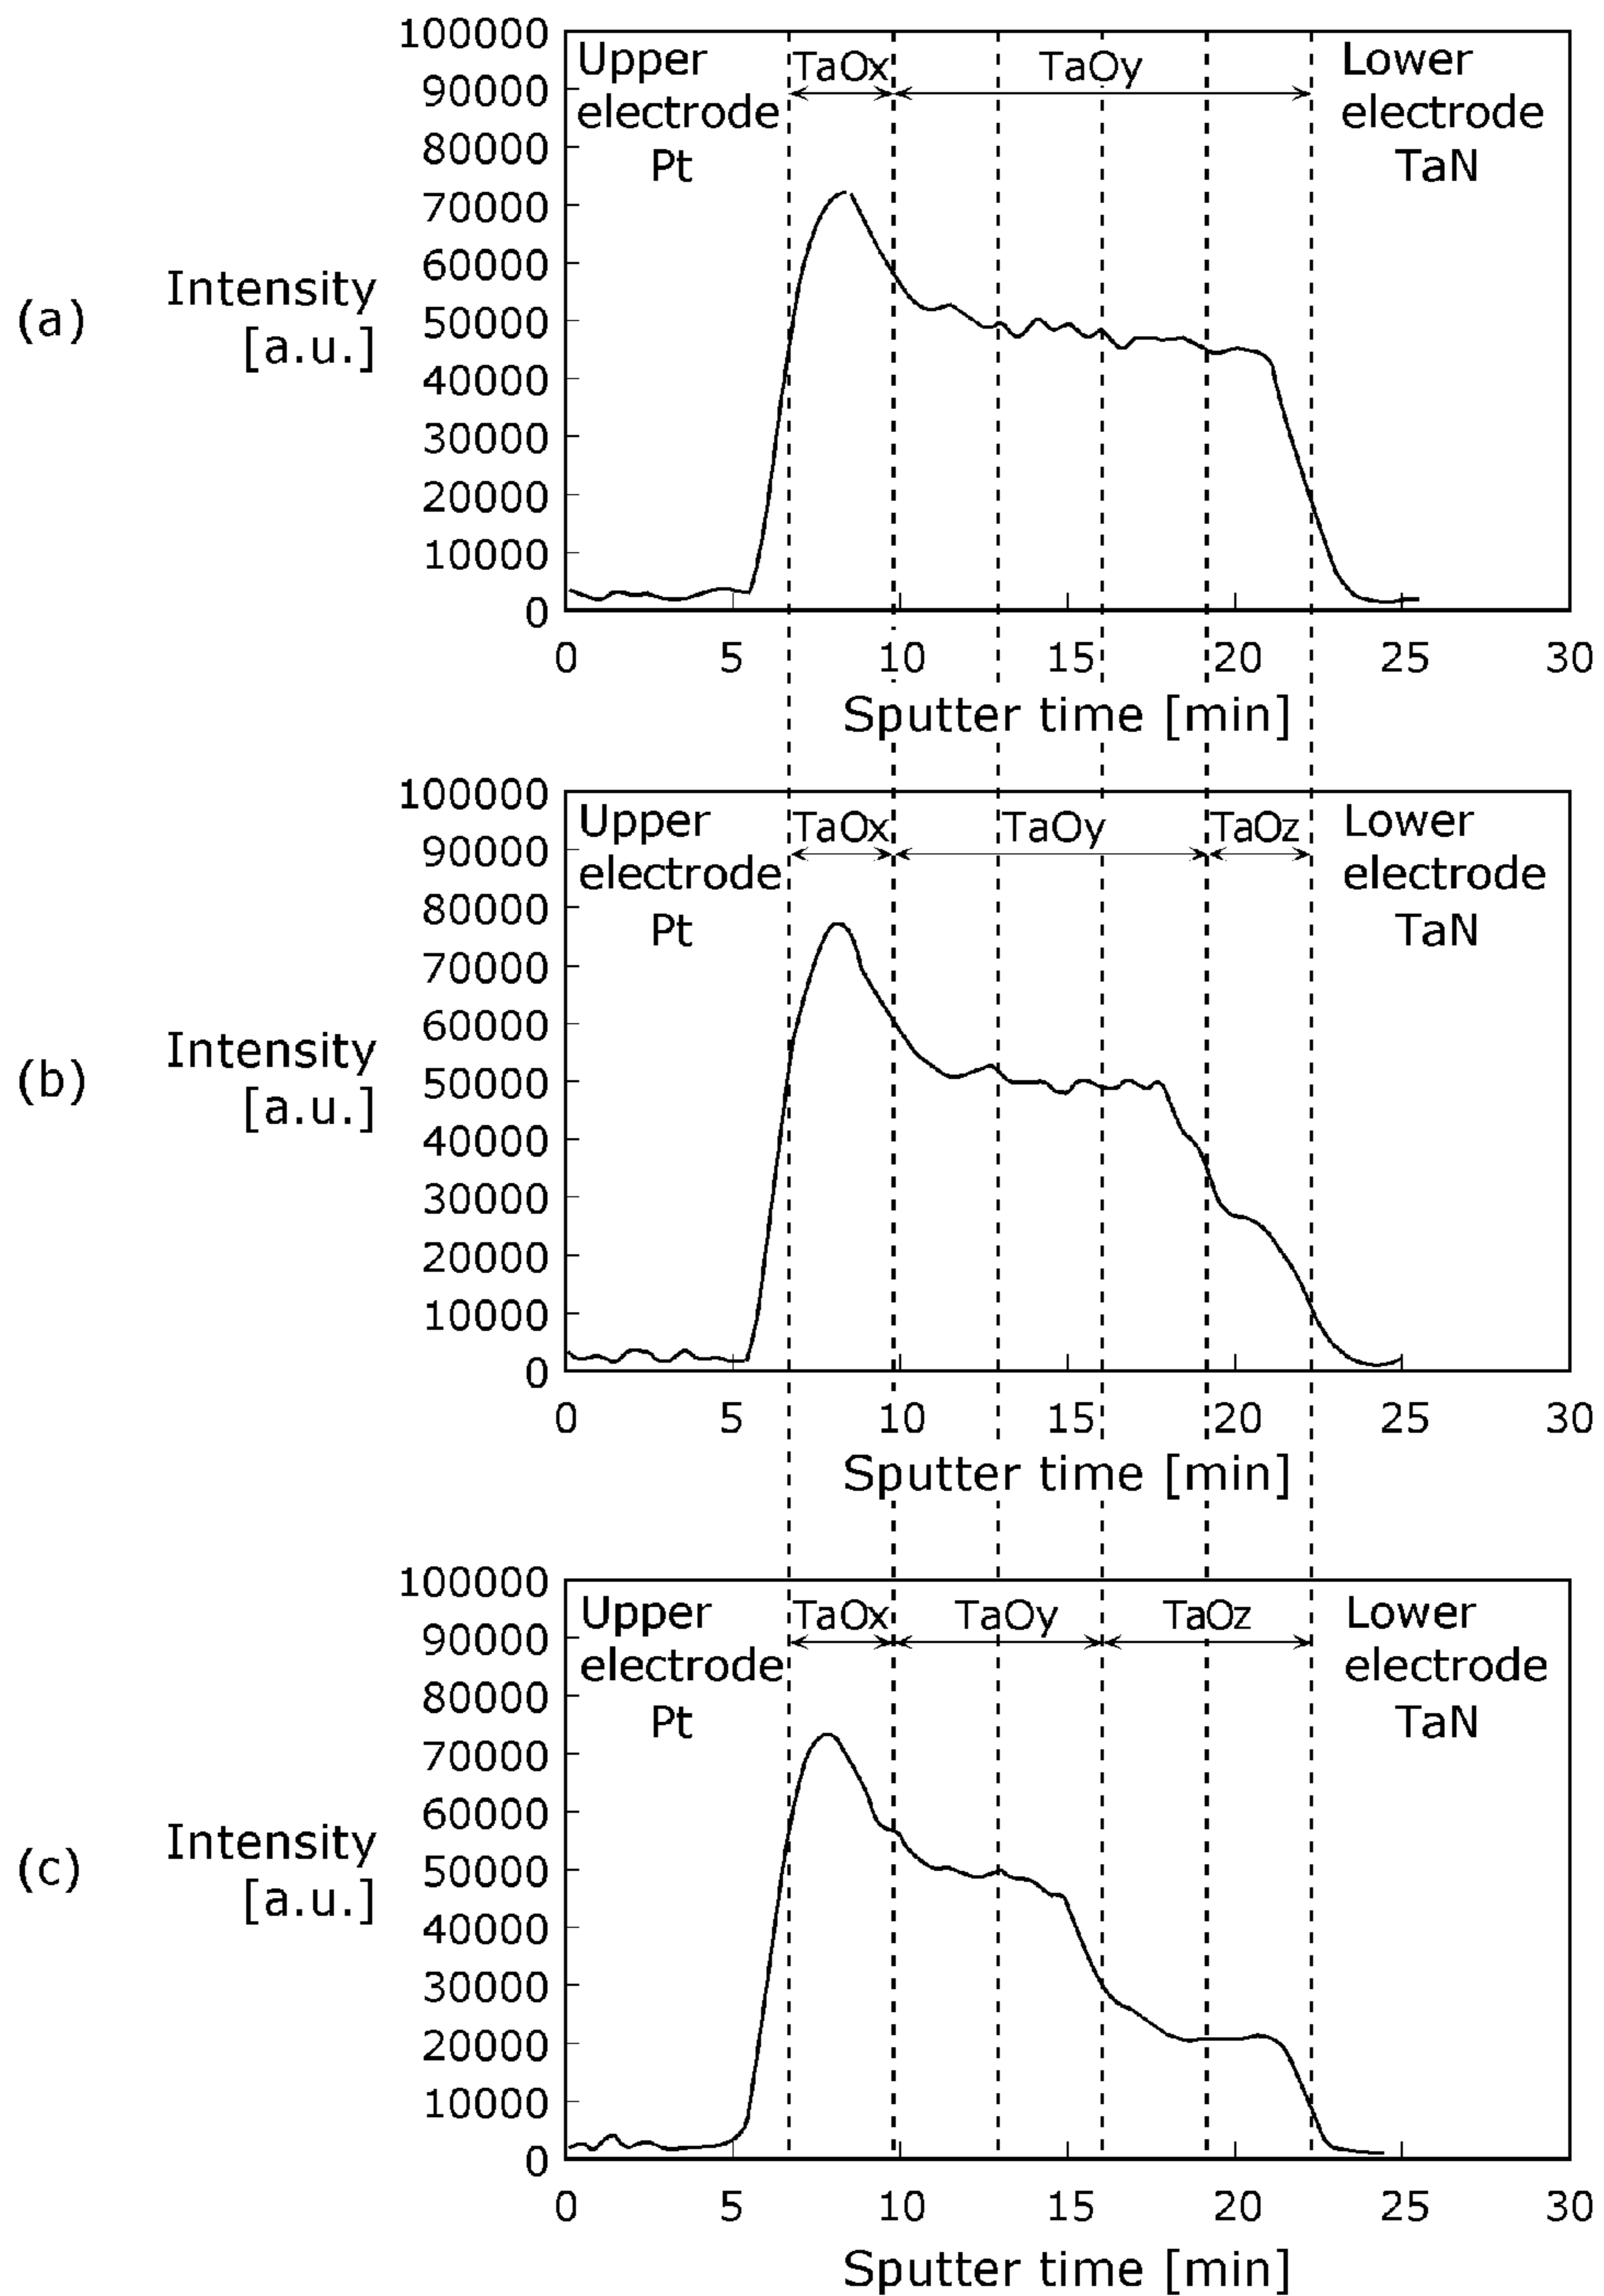 (a)
Intensity
[a.u.]
100000
90000
80000
70000
60000
50000
40000
30000
20000
10000
0
Upper
electrode
Pt
TaOx
TaOy
Lower
electrode
TaN
0 5 10 15 20 25 30
Sputter time [min]
(b)
Intensity
[a.u.]
100000
90000
80000
70000
60000
50000
40000
30000
20000
10000
0
Upper
electrode
Pt
TaOx
TaOy
TaOz
Lower
electrode
TaN
0 5 10 15 20 25 30
Sputter time [min]
(c)
Intensity
[a.u.]
100000
90000
80000
70000
60000
50000
40000
30000
20000
10000
0
Upper
electrode
Pt
TaOx
TaOy
TaOz
Lower
electrode
TaN
0 5 10 15 20 25 30
Sputter time [min]